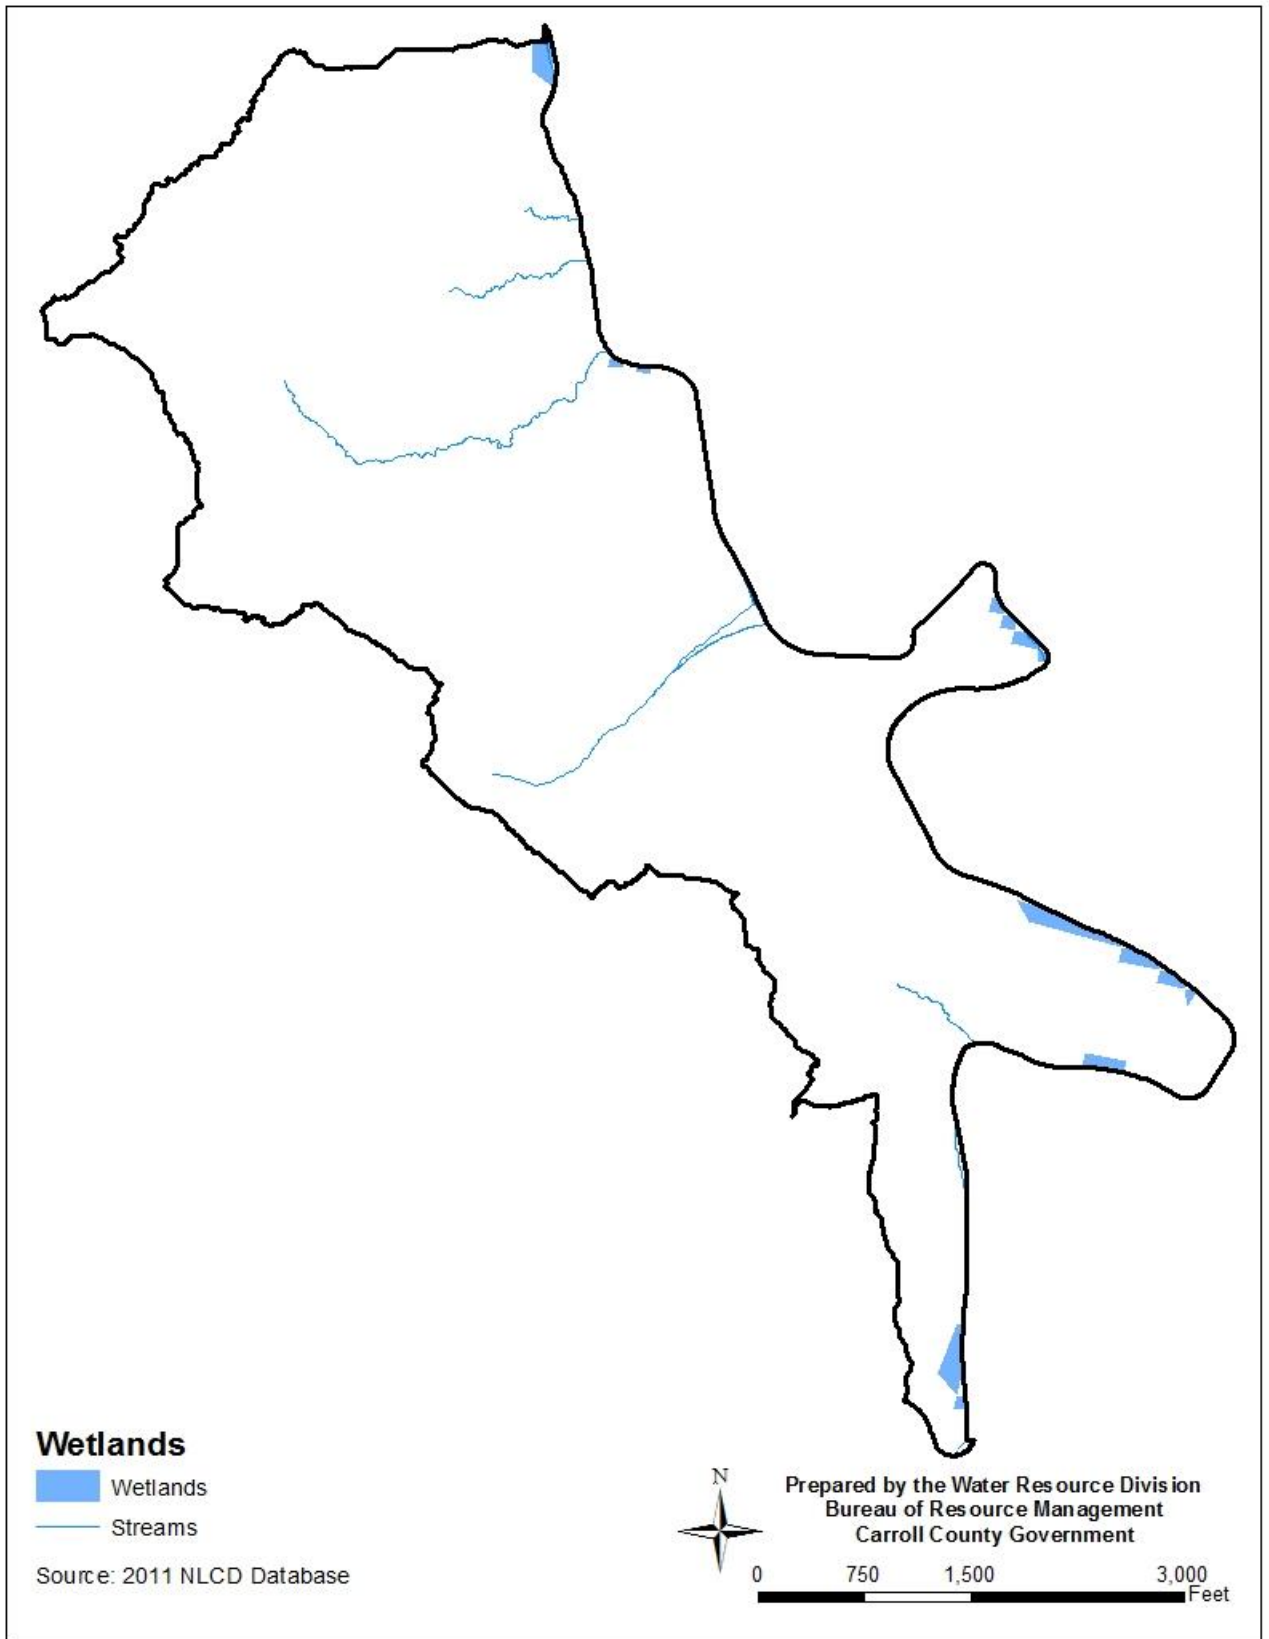 Wetlands
Wetlands
Streams
Source: 2011 NLCD Database
N
Prepared by the Water Resource Division
Bureau of Resource Management
Carroll County Government
0 750 1,500 3,000
Feet